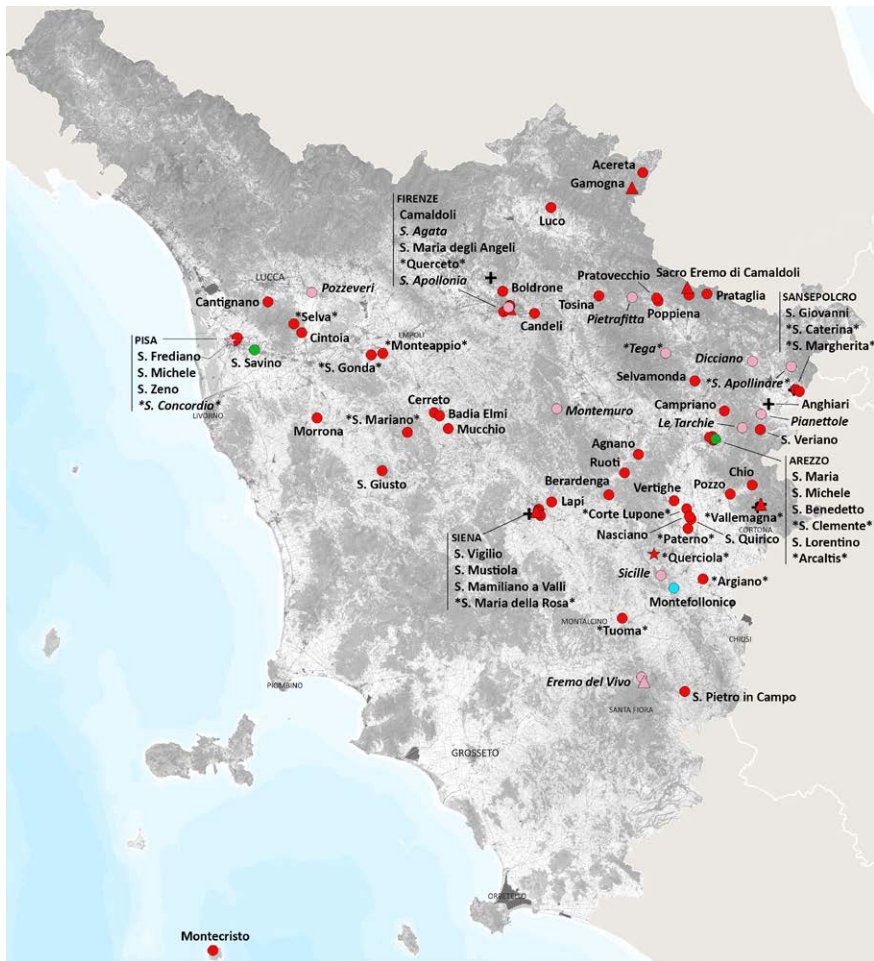 Acereta
Gamogna
FIRENZE
Camaldoli
S. Agata
S. Maria degli Angeli
*Querceto*
S. Apollonia
Luco
Boldrone
Candeli
Pratovecchio
Sacro Eremo di Camaldoli
Tosina
Pietrafitta
Poppiena
Prataglia
SANSEPOLCRO
S. Giovanni
*S. Caterina*
*S. Margherita*
LUCCA
Pozzeveri
Cantignano
*Selva*
Cintoia
EMPOLI
*Monteappio*
*S. Gonda*
PISA
S. Frediano
S. Michele
S. Zeno
*S. Concordio*
S. Savino
LIVORNO
*Tega*
Dicciano
Selvamonda
*S. Apollinare*
Anghiari
Campriano
Pianettole
Le Tarchie
S. Veriano
Cerreto
Badia Elmi
Mucchio
*S. Mariano*
Morrona
Montemuro
S. Giusto
Agnano
Ruoti
AREZZO
S. Maria
S. Michele
S. Benedetto
*S. Clemente*
S. Lorentino
*Arcaltis*
Chio
Pozzo
Berardenga
Vertighe
Lapi
*Corte Lupone*
*Vallemagna*
CORTONA
Nasciano
S. Quirico
*Paterno*
SIENA
S. Vigilio
S. Mustiola
S. Mamiliano a Valli
*S. Maria della Rosa*
*Querciola*
Sicille
*Argiano*
Montefollonico
MONTALCINO
*Tuoma*
CHIUSI
Eremo del Vivo
PIOMBINO
S. Pietro in Campo
SANTA FIORA
GROSSETO
ORBETELLO
Montecristo